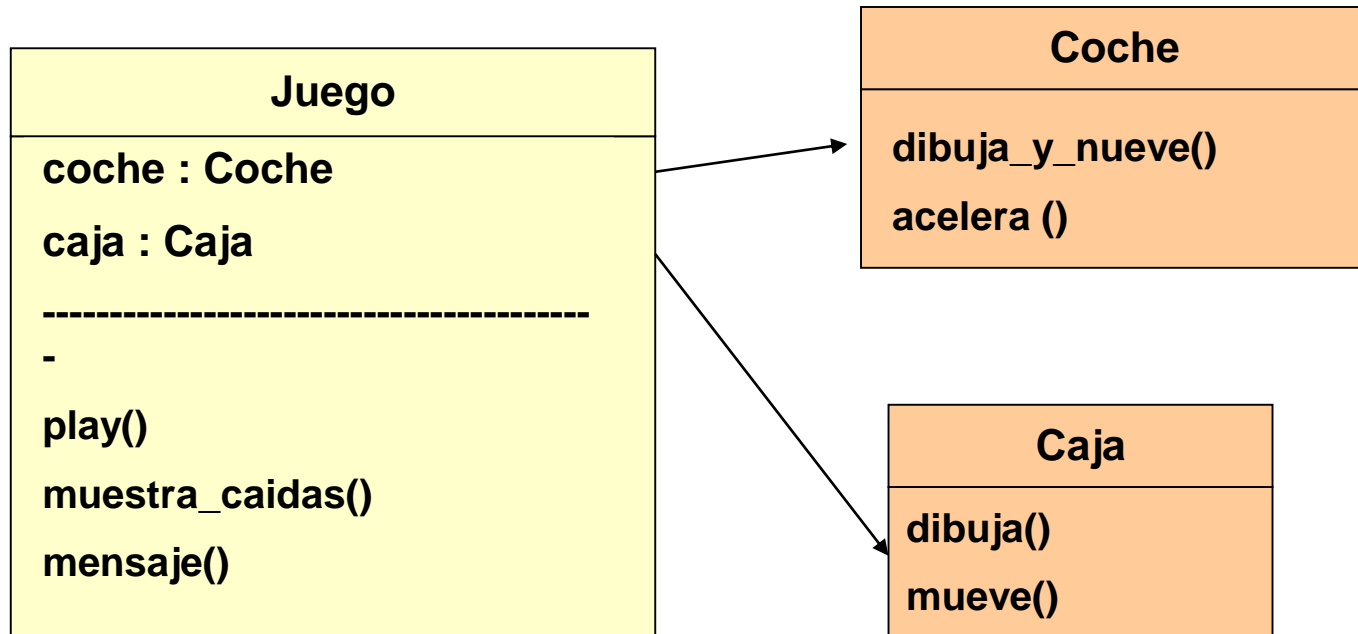 Juego
coche : Coche
caja : Caja
-----------------------------------------
-
play()
muestra_caidas()
mensaje()
Coche
dibuja_y_nueve()
acelera ()
Caja
dibuja()
mueve()